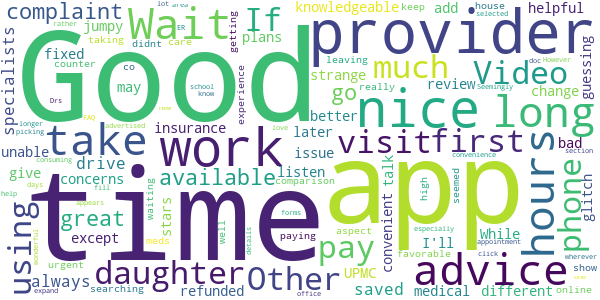 complaint
Wait
If
knowledgeable
add
house
helpful
lot
ER
rather
getting
keep
selected
specialists
fixed
jumpy
plans
provider
counter
taking
didnt
care
leaving
strange
really
doc
However
Seemingly
guessing
Drs
co
may
Good
experience
much
go
Video
FAQ
longer
picking
advertised
school
know
nice
better
review
change
long
take
work
insurance
later
issue
visit
first
bad
unable
drive
available
listen
comparison
talk
section
give
concerns
time
app
hours
phone
glitch
consuming
days
fill
waiting
stars
love
convenient
high
seemed
While
convenience
help
great
well
forms
paying
aspect
I'll
especially
appears
except
meds
pay
UPMC
favorable
appointment
click
show
using
wonderful
always
urgent
daughter
Other
details
advice
wherever
expand
searching
refunded
office
saved
medical
different
online